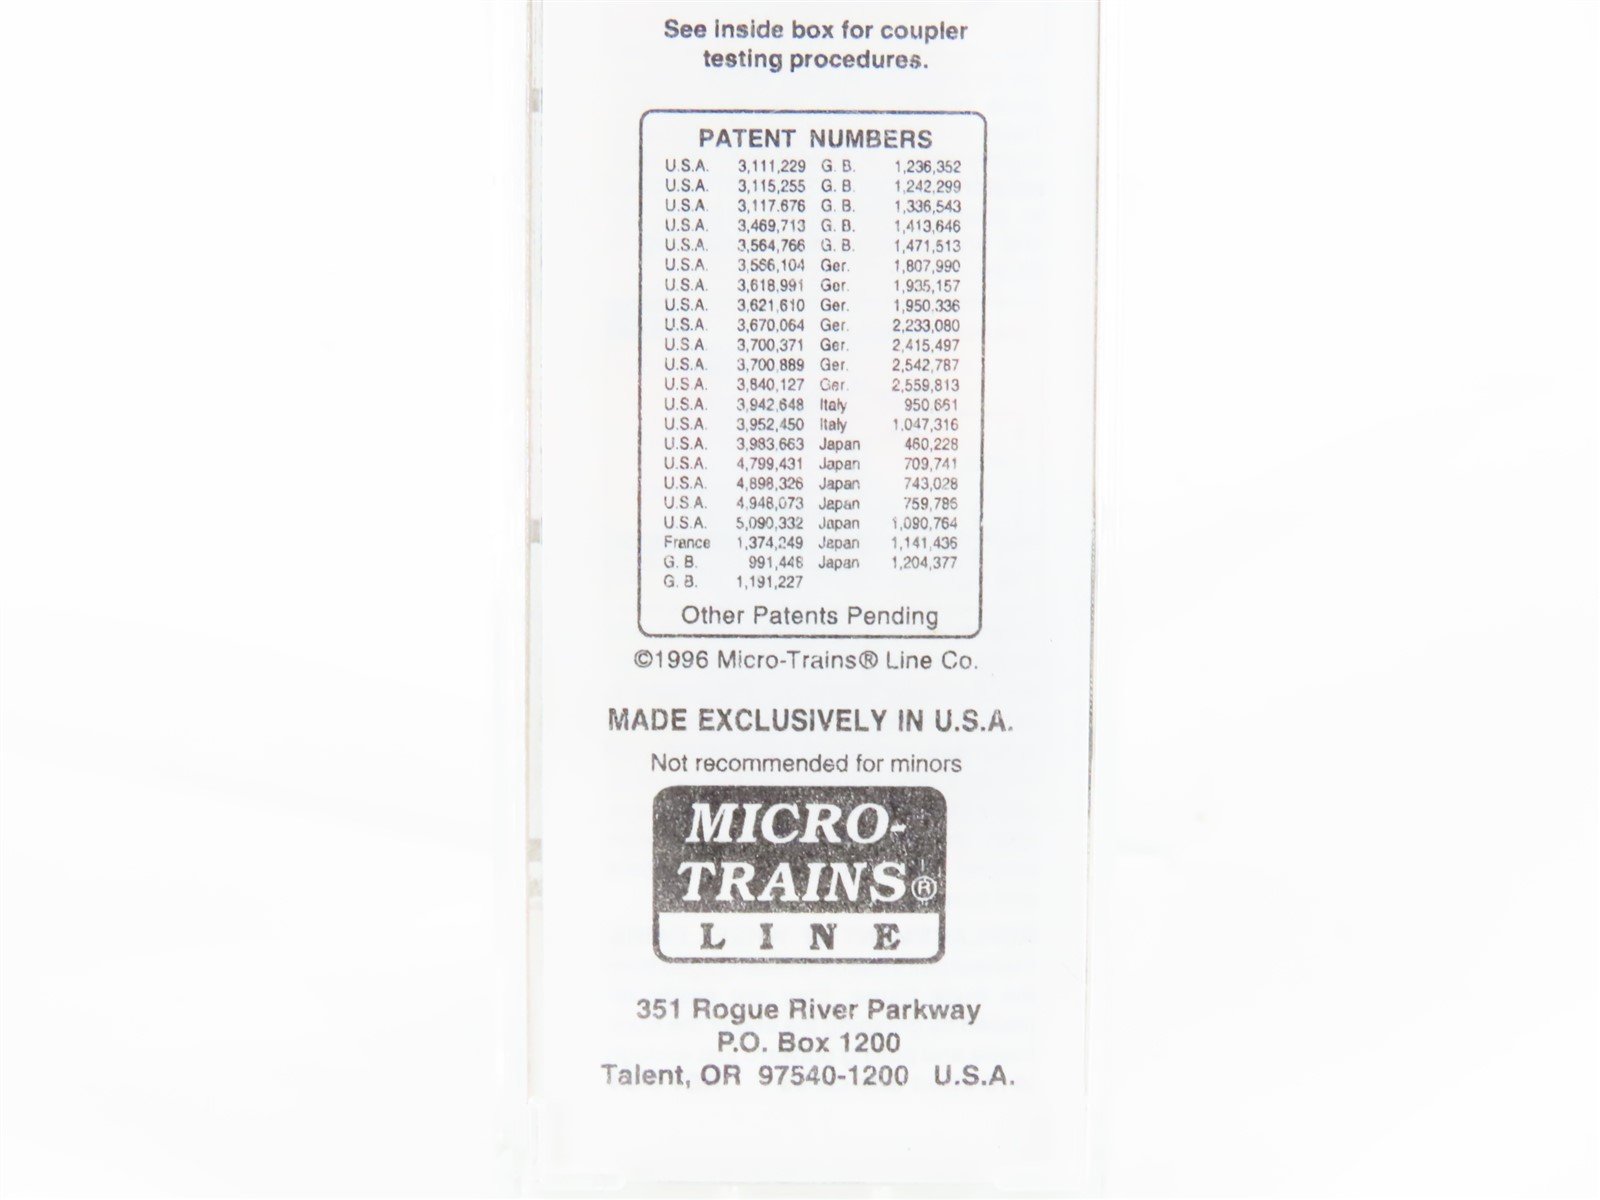 See inside box for coupler
testing procedures.
PATENT NUMBERS
U.S.A. 3,111,229 G. B. 1,236,352
U.S.A. 3,115,255 G. B. 1,242,299
U.S.A. 3,117,676 G. B. 1,336,543
U.S.A. 3,469,713 G. B. 1,413,646
U.S.A. 3,564,766 G. B. 1,471,513
U.S.A. 3,566,104 Ger. 1,807,990
U.S.A. 3,618,991 Ger. 1,935,157
U.S.A. 3,621,610 Ger. 1,950,336
U.S.A. 3,670,064 Ger. 2,233,080
U.S.A. 3,700,371 Ger. 2,415,497
U.S.A. 3,700,889 Ger. 2,542,787
U.S.A. 3,840,127 Ger. 2,559,813
U.S.A. 3,942,648 Italy 950,661
U.S.A. 3,952,450 Italy 1,047,316
U.S.A. 3,983,663 Japan 460,228
U.S.A. 4,799,431 Japan 709,741
U.S.A. 4,898,326 Japan 743,028
U.S.A. 4,948,073 Japan 759,786
U.S.A. 5,090,332 Japan 1,090,764
France 1,374,249 Japan 1,141,436
G. B. 991,448 Japan 1,204,377
G. B. 1,191,227
Other Patents Pending
©1996 Micro-Trains® Line Co.
MADE EXCLUSIVELY IN U.S.A.
Not recommended for minors
MICRO-
TRAINS®
LINE
351 Rogue River Parkway
P.O. Box 1200
Talent, OR 97540-1200 U.S.A.